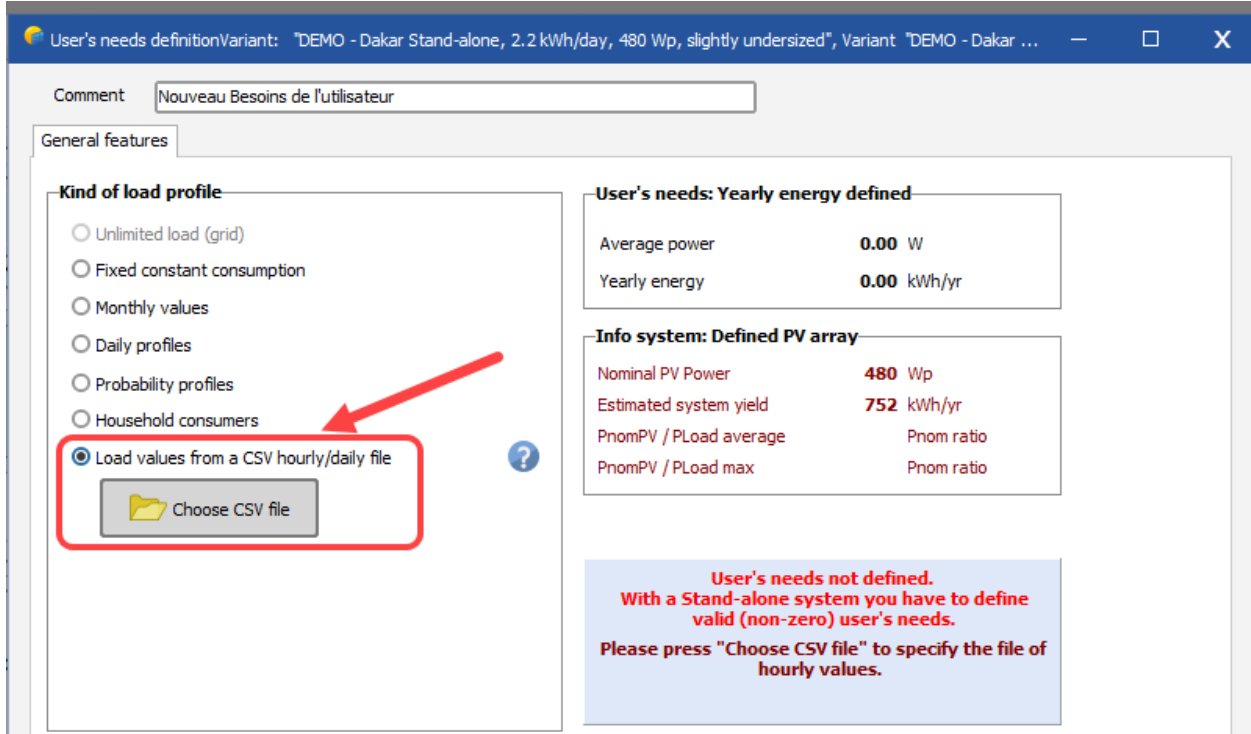 User's needs definitionVariant: "DEMO - Dakar Stand-alone, 2.2 kWh/day, 480 Wp, slightly undersized", Variant "DEMO - Dakar ...
Comment Nouveau Besoins de l'utilisateur
General features
Kind of load profile
Unlimited load (grid)
Fixed constant consumption
Monthly values
Daily profiles
Probability profiles
Household consumers
Load values from a CSV hourly/daily file
?
Choose CSV file
User's needs: Yearly energy defined
Average power 0.00 W
Yearly energy 0.00 kWh/yr
Info system: Defined PV array
Nominal PV Power 480 Wp
Estimated system yield 752 kWh/yr
PnomPV / PLoad average Pnom ratio
PnomPV / PLoad max Pnom ratio
User's needs not defined.
With a Stand-alone system you have to define
valid (non-zero) user's needs.
Please press "Choose CSV file" to specify the file of
hourly values.